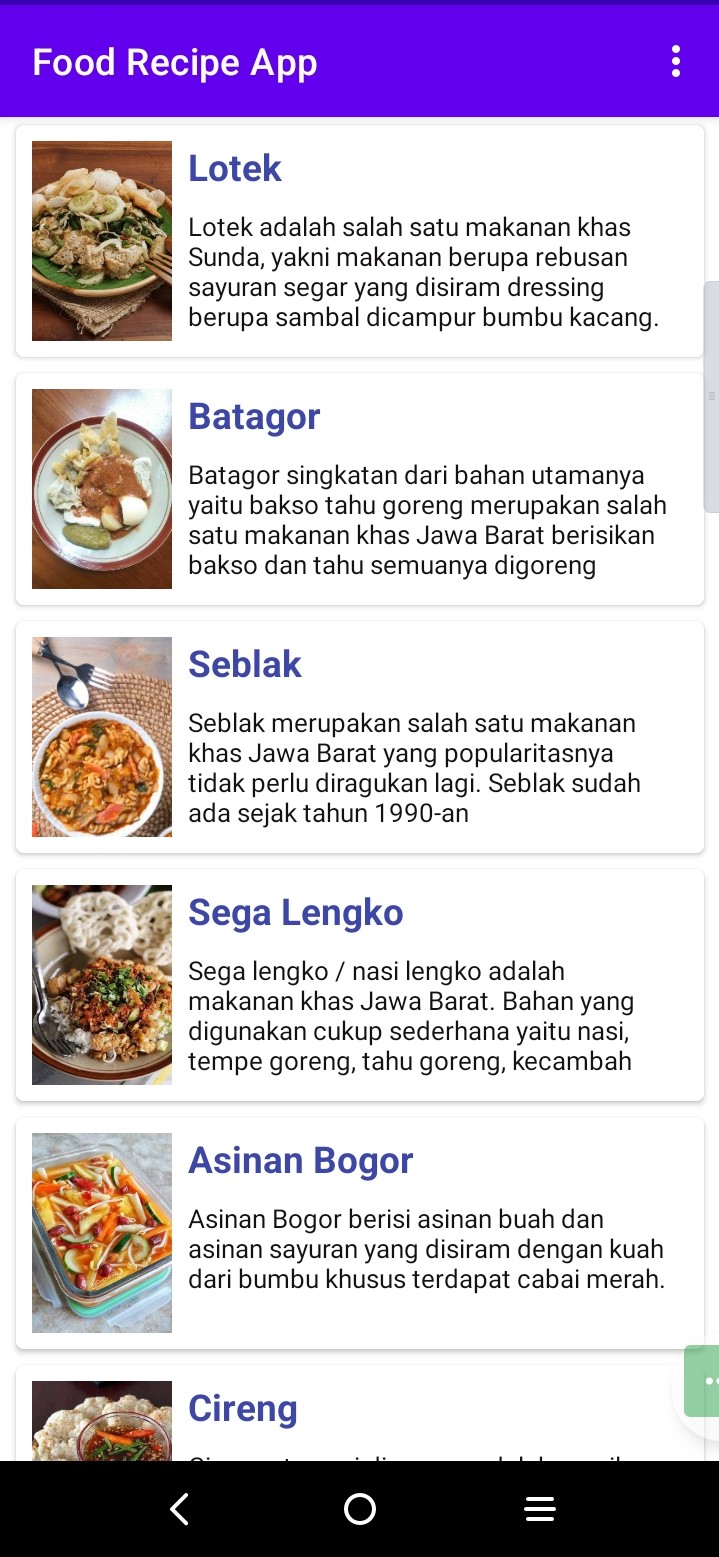 Food Recipe App
Lotek
Lotek adalah salah satu makanan khas
Sunda, yakni makanan berupa rebusan
sayuran segar yang disiram dressing
berupa sambal dicampur bumbu kacang.
Batagor
Batagor singkatan dari bahan utamanya
yaitu bakso tahu goreng merupakan salah
satu makanan khas Jawa Barat berisikan
bakso dan tahu semuanya digoreng
Seblak
Seblak merupakan salah satu makanan
khas Jawa Barat yang popularitasnya
tidak perlu diragukan lagi. Seblak sudah
ada sejak tahun 1990-an
Sega Lengko
Sega lengko / nasi lengko adalah
makanan khas Jawa Barat. Bahan yang
digunakan cukup sederhana yaitu nasi,
tempe goreng, tahu goreng, kecambah
Asinan Bogor
Asinan Bogor berisi asinan buah dan
asinan sayuran yang disiram dengan kuah
dari bumbu khusus terdapat cabai merah.
Cireng